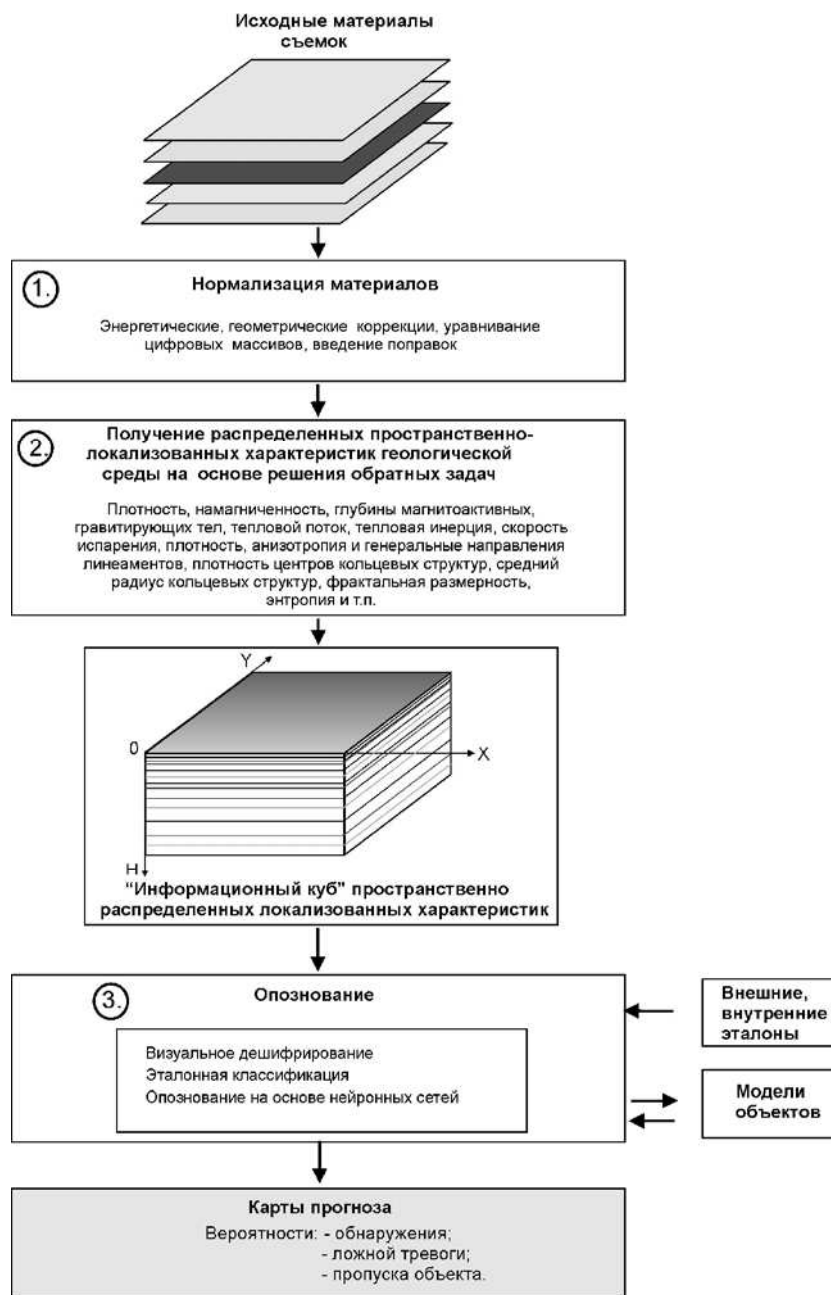 Исходные материалы
съемок
1.
Нормализация материалов
Энергетические, геометрические коррекции, уравнивание
цифровых массивов, введение поправок
2.
Получение распределенных пространственно-
локализованных характеристик геологической
среды на основе решения обратных задач
Плотность, намагниченность, глубины магнитоактивных,
гравитирующих тел, тепловой поток, тепловая инерция, скорость
испарения, плотность, анизотропия и генеральные направления
линеаментов, плотность центров кольцевых структур, средний
радиус кольцевых структур, фрактальная размерность,
энтропия и т.п.
Y
0
X
H
"Информационный куб" пространственно
распределенных локализованных характеристик
3.
Опознование
Визуальное дешифрирование
Эталонная классификация
Опознование на основе нейронных сетей
Внешние,
внутренние
эталоны
Модели
объектов
Карты прогноза
Вероятности: - обнаружения;
- ложной тревоги;
- пропуска объекта.